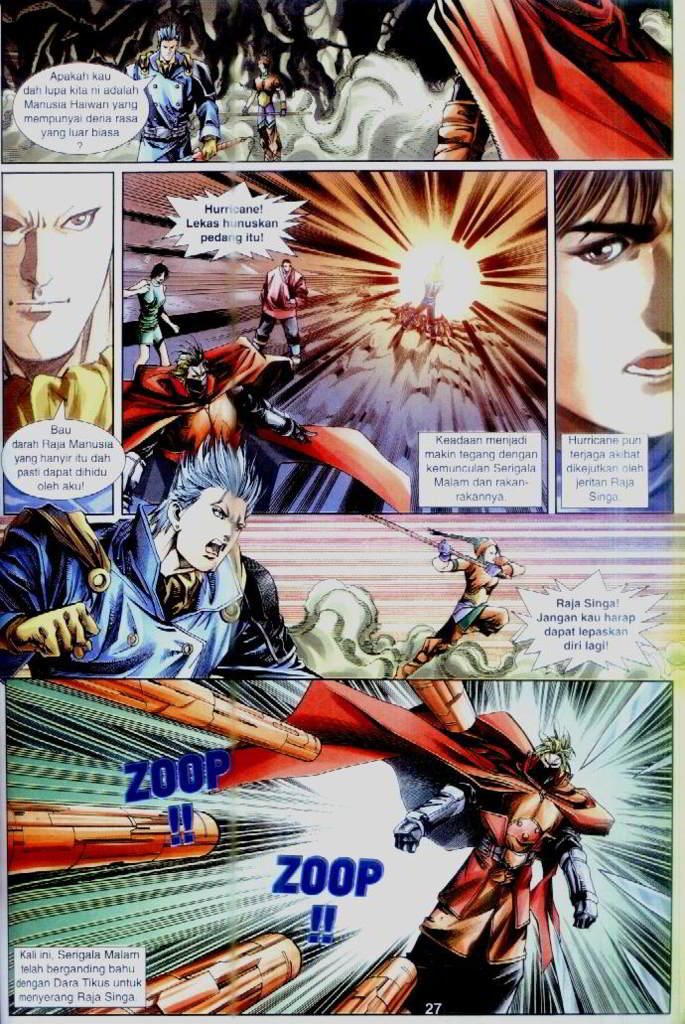 Apakah kau
dah lupa kita ni adalah
Manusia Haiwan yang
mempunyai deria rasa
yang luar biasa
?
Hurricane!
Lekas hunuskan
pedang itu!
Bau
darah Raja Manusia
yang hanyir itu dah
pasti dapat dihidu
oleh aku!
Keadaan menjadi
makin tegang dengan
kemunculan Serigala
Malam dan rakan-
rakannya.
Hurricane pun
terjaga akibat
dikejutkan oleh
jeritan Raja
Singa.
Raja Singa!
Jangan kau harap
dapat lepaskan
diri lagi!
ZOOP
!!
ZOOP
!!
Kali ini, Serigala Malam
telah berganding bahu
dengan Dara Tikus untuk
menyerang Raja Singa.
27